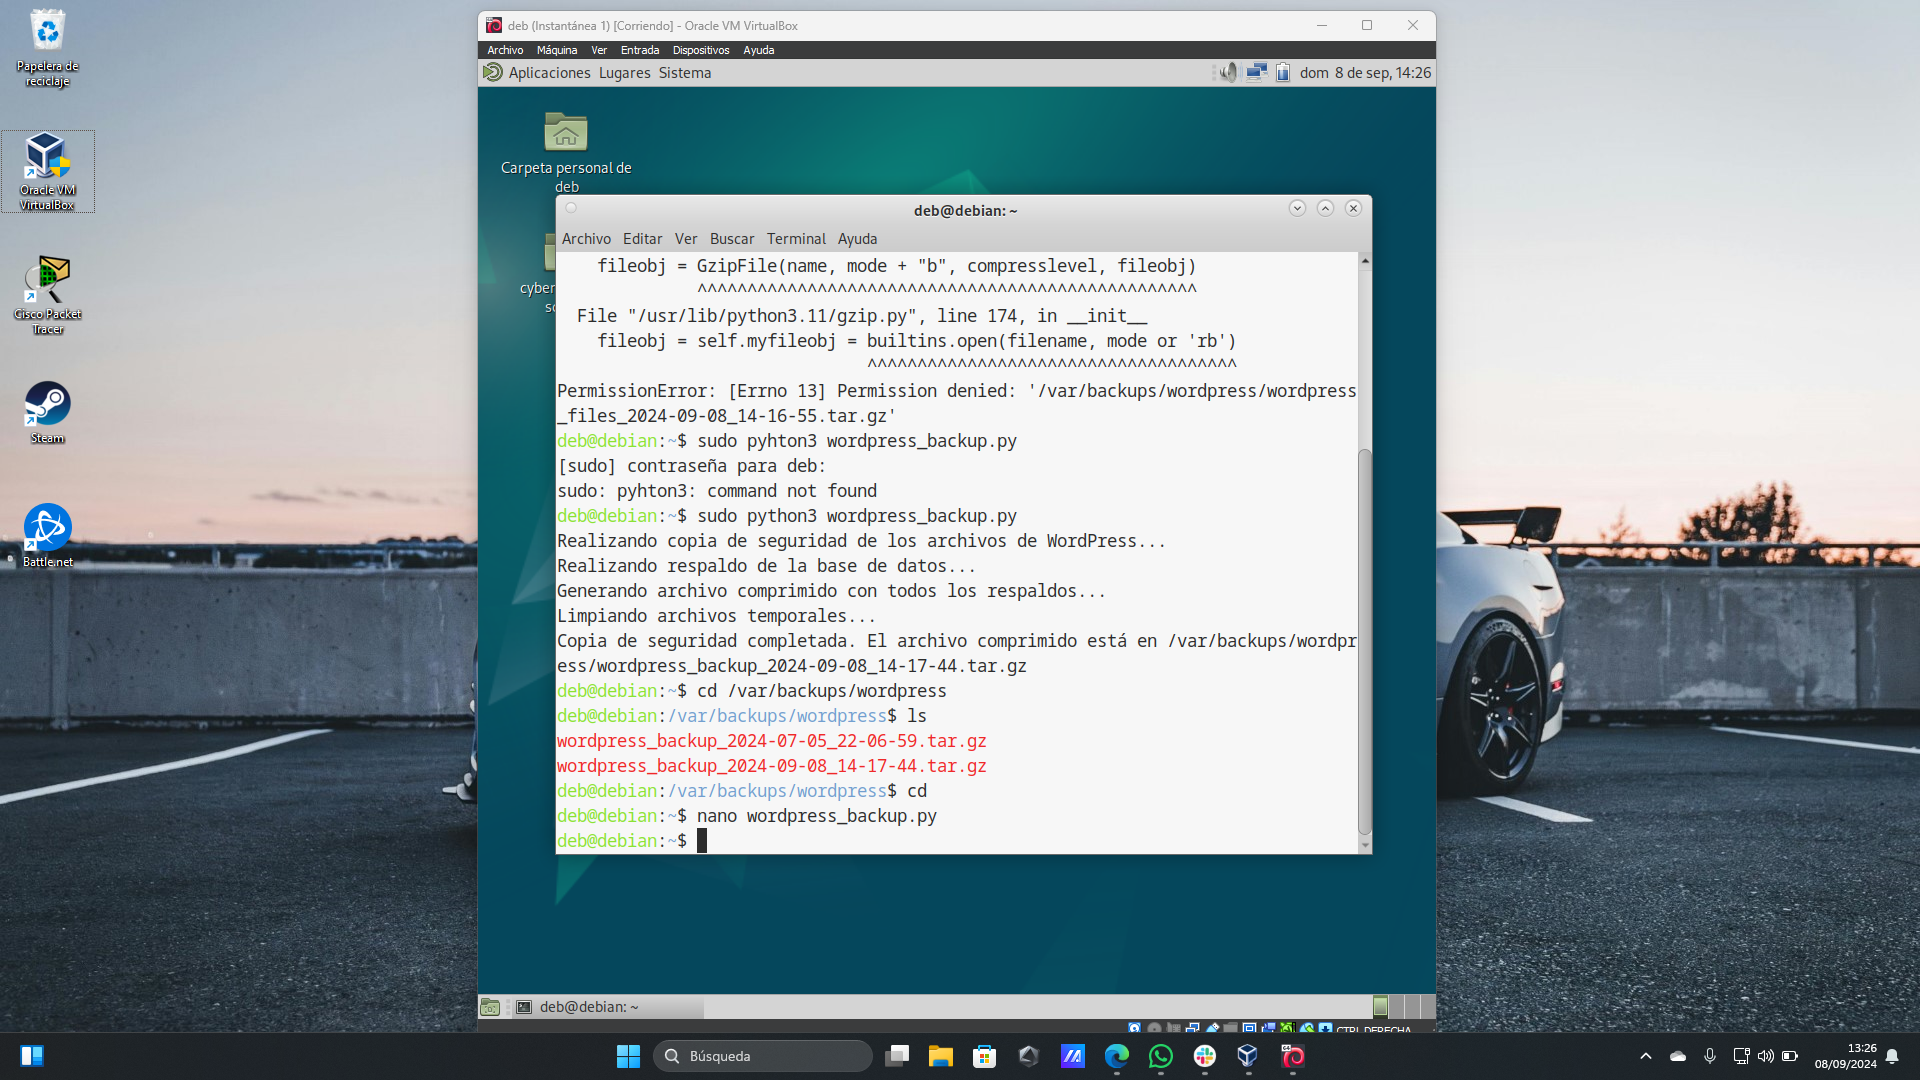 Papelera de
reciclaje
Oracle VM
VirtualBox
Cisco Packet
Tracer
Steam
Battle.net
deb (Instantánea 1) [Corriendo] - Oracle VM VirtualBox
Archivo Máquina Ver Entrada Dispositivos Ayuda
Aplicaciones Lugares Sistema
dom 8 de sep, 14:26
Carpeta personal de
deb
cyber
sc
deb@debian: ~
Archivo Editar Ver Buscar Terminal Ayuda
fileobj = GzipFile(name, mode + "b", compresslevel, fileobj)
^^^^^^^^^^^^^^^^^^^^^^^^^^^^^^^^^^^^^^^^^^^^^^^^^^
File "/usr/lib/python3.11/gzip.py", line 174, in __init__
fileobj = self.myfileobj = builtins.open(filename, mode or 'rb')
^^^^^^^^^^^^^^^^^^^^^^^^^^^^^^^^^^^^^
PermissionError: [Errno 13] Permission denied: '/var/backups/wordpress/wordpress
_files_2024-09-08_14-16-55.tar.gz'
deb@debian:~$ sudo pyhton3 wordpress_backup.py
[sudo] contraseña para deb:
sudo: pyhton3: command not found
deb@debian:~$ sudo python3 wordpress_backup.py
Realizando copia de seguridad de los archivos de WordPress...
Realizando respaldo de la base de datos...
Generando archivo comprimido con todos los respaldos...
Limpiando archivos temporales...
Copia de seguridad completada. El archivo comprimido está en /var/backups/wordpr
ess/wordpress_backup_2024-09-08_14-17-44.tar.gz
deb@debian:~$ cd /var/backups/wordpress
deb@debian:/var/backups/wordpress$ ls
wordpress_backup_2024-07-05_22-06-59.tar.gz
wordpress_backup_2024-09-08_14-17-44.tar.gz
deb@debian:/var/backups/wordpress$ cd
deb@debian:~$ nano wordpress_backup.py
deb@debian:~$
deb@debian: ~
CTRL DERECHA
Búsqueda
13:26
08/09/2024